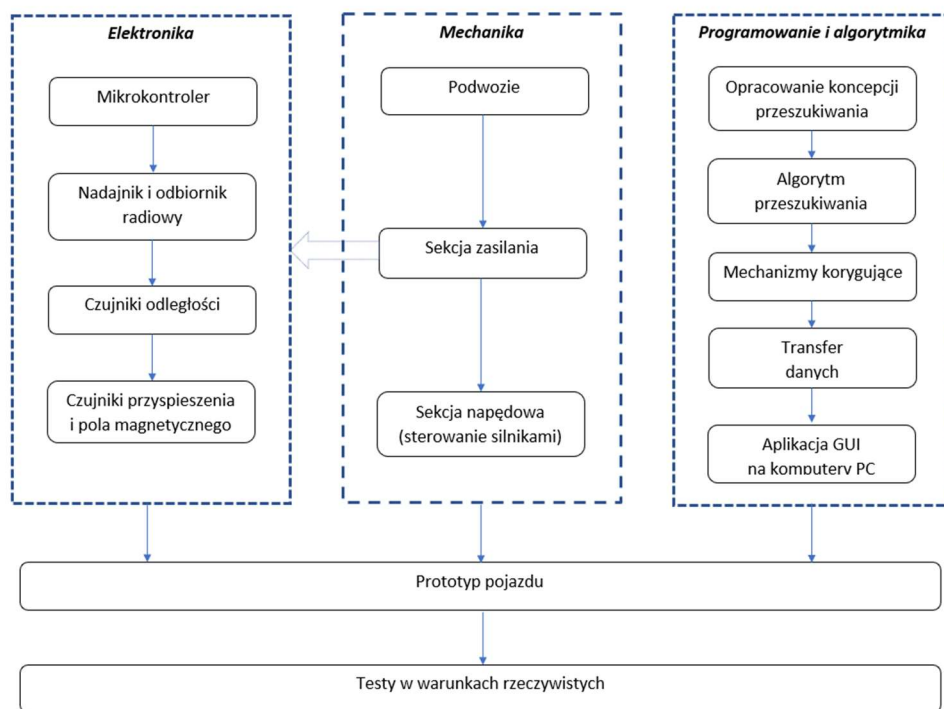 Elektronika
Mikrokontroler
Nadajnik i odbiornik
radiowy
Czujniki odległości
Czujniki przyspieszenia
i pola magnetycznego
Mechanika
Podwozie
Sekcja zasilania
Sekcja napędowa
(sterowanie silnikami)
Programowanie i algorytmika
Opracowanie koncepcji
przeszukiwania
Algorytm
przeszukiwania
Mechanizmy korygujące
Transfer
danych
Aplikacja GUI
na komputery PC
Prototyp pojazdu
Testy w warunkach rzeczywistych